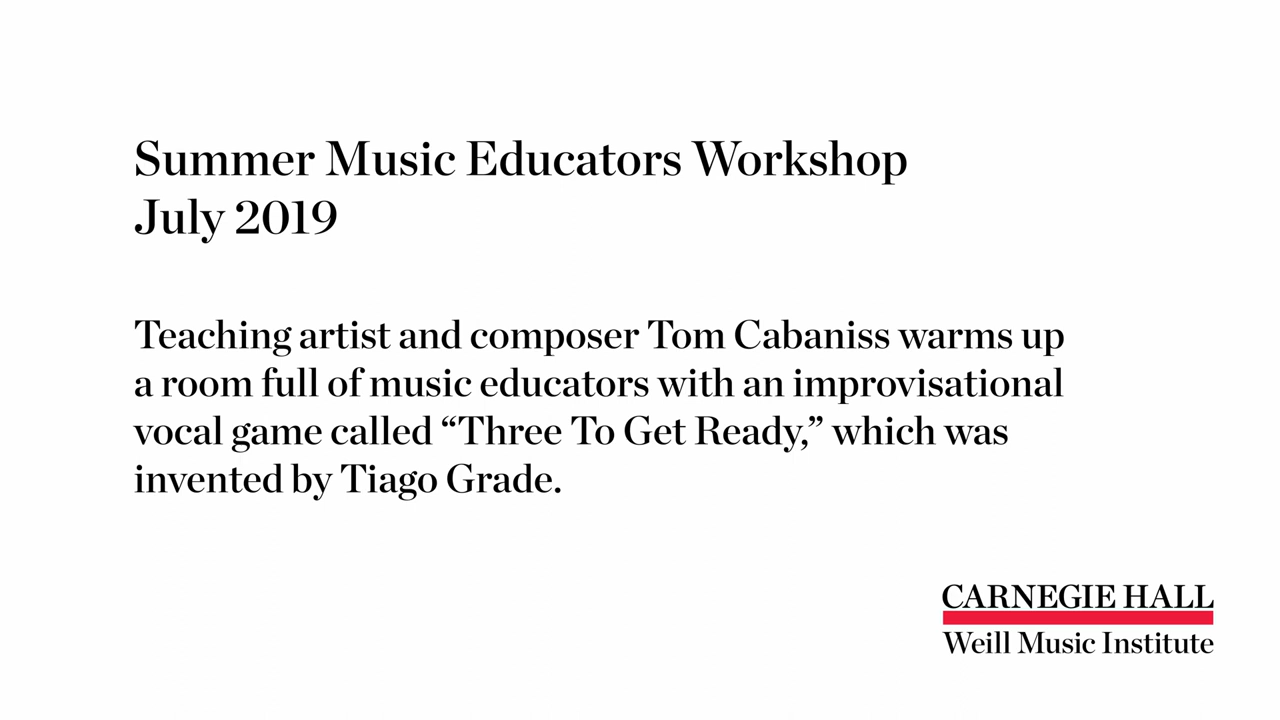 Summer Music Educators Workshop
July 2019
Teaching artist and composer Tom Cabaniss warms up
a room full of music educators with an improvisational
vocal game called “Three To Get Ready,” which was
invented by Tiago Grade.
CARNEGIE HALL
Weill Music Institute